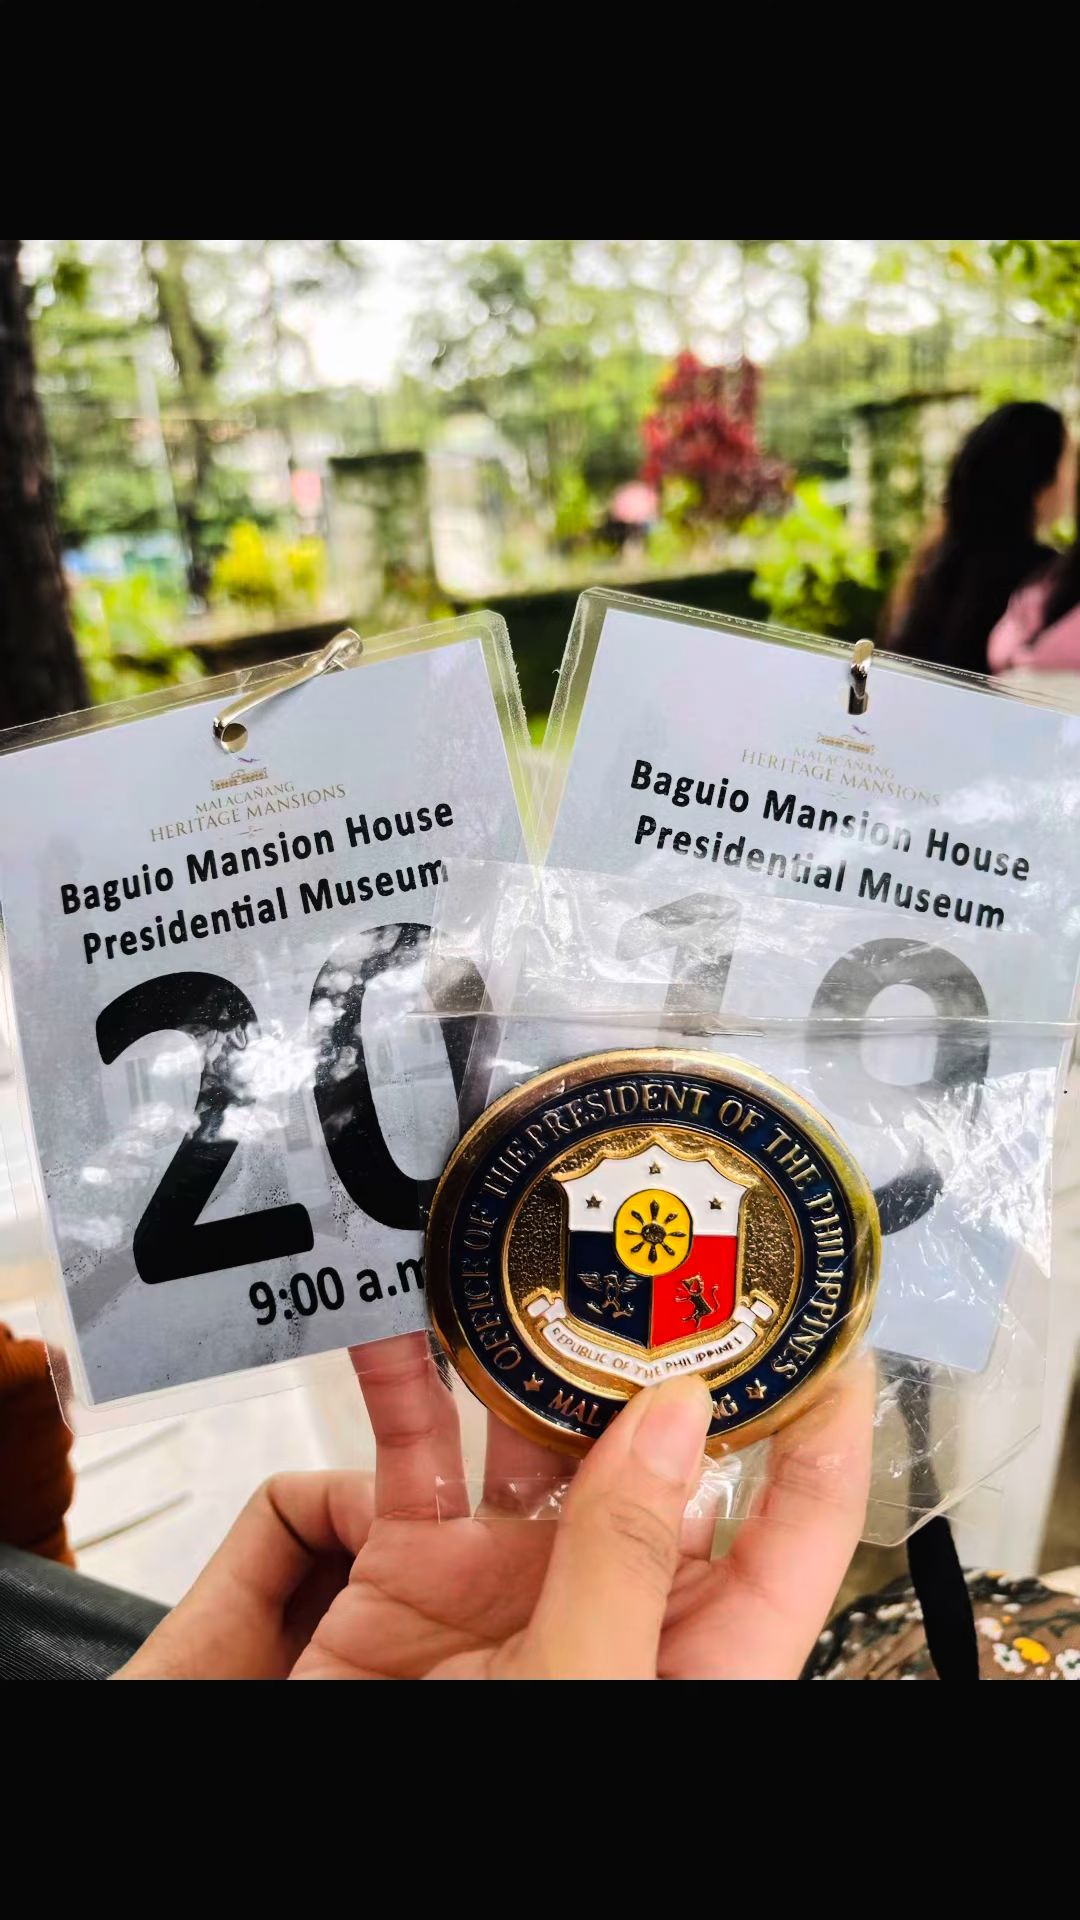 MALACAÑANG
HERITAGE MANSIONS
Baguio Mansion House
Presidential Museum
20
9:00 a.m
MALACAÑANG
HERITAGE MANSIONS
Baguio Mansion House
Presidential Museum
19
OFFICE OF THE PRESIDENT OF THE PHILIPPINES
REPUBLIC OF THE PHILIPPINES